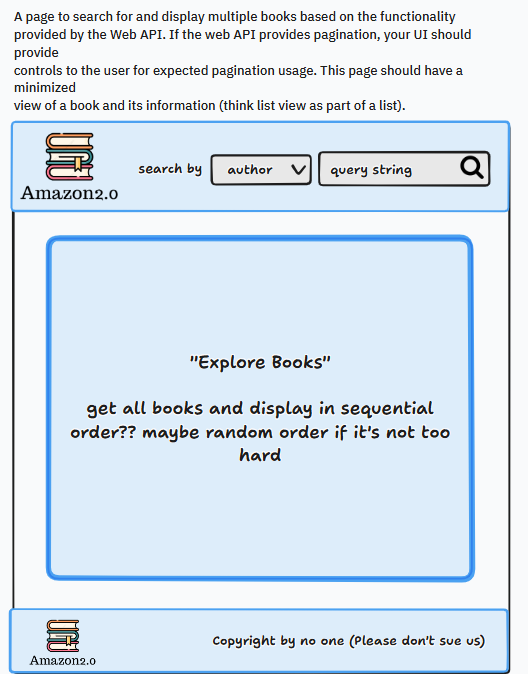 A page to search for and display multiple books based on the functionality
provided by the Web API. If the web API provides pagination, your UI should
provide
controls to the user for expected pagination usage. This page should have a
minimized
view of a book and its information (think list view as part of a list).
search by
author
query string
Amazon2.0
"Explore Books"
get all books and display in sequential
order?? maybe random order if it's not too
hard
Copyright by no one (Please don't sue us)
Amazon2.0